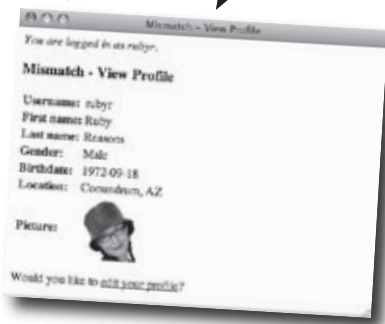 Mismatch - View Profile
You are logged in as rubyr.
Mismatch - View Profile
Username: rubyr
First name: Ruby
Last name: Reasons
Gender: Male
Birthdate: 1972-09-18
Location: Conundrum, AZ
Picture:
Would you like to edit your profile?